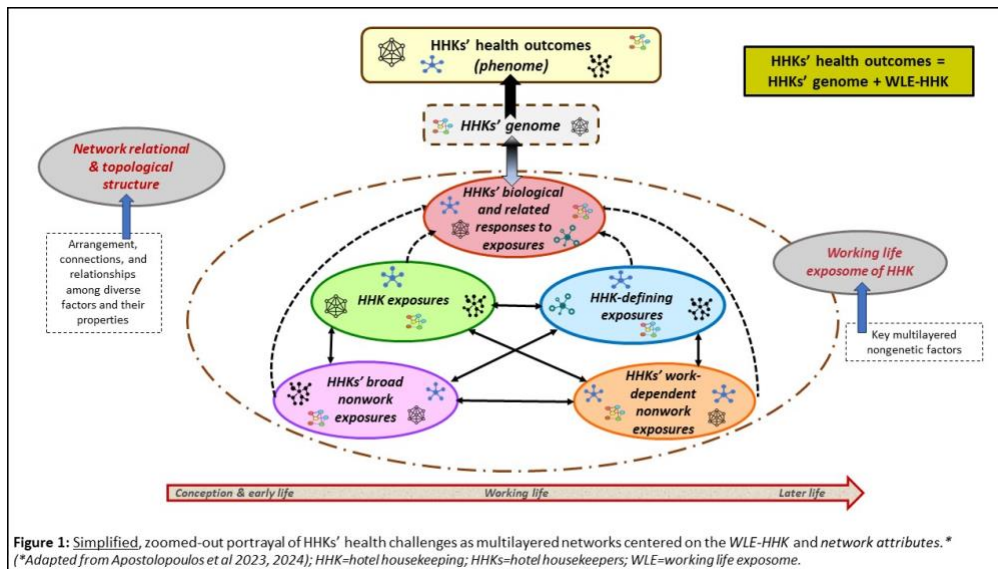 HHKs' health outcomes
(phenome)
HHKs' health outcomes =
HHKs' genome + WLE-HHK
HHKs' genome
Network relational
& topological
structure
HHKs' biological
and related
responses to
exposures
Arrangement,
connections, and
relationships
among diverse
factors and their
properties
Working life
exposome of HHK
HHK exposures
HHK-defining
exposures
Key multilayered
nongenetic factors
HHKs' broad
nonwork
exposures
HHKs' work-
dependent
nonwork
exposures
Conception & early life
Working life
Later life
Figure 1: Simplified, zoomed-out portrayal of HHKs' health challenges as multilayered networks centered on the WLE-HHK and network attributes.*
(*Adapted from Apostolopoulos et al 2023, 2024); HHK=hotel housekeeping; HHKs=hotel housekeepers; WLE=working life exposome.